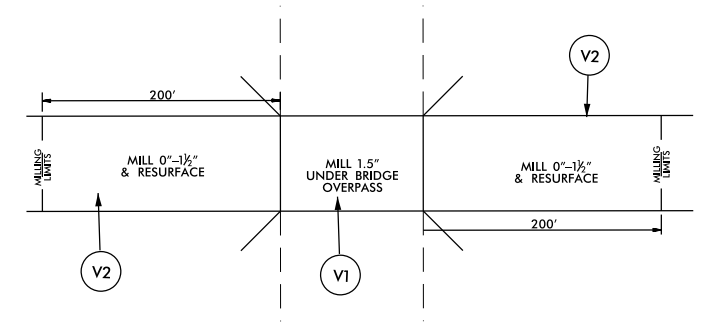 V2
200'
MILLING
LIMITS
MILL 0"–1½"
& RESURFACE
MILL 1.5"
UNDER BRIDGE
OVERPASS
MILL 0"–1½"
& RESURFACE
MILLING
LIMITS
200'
V2
V1